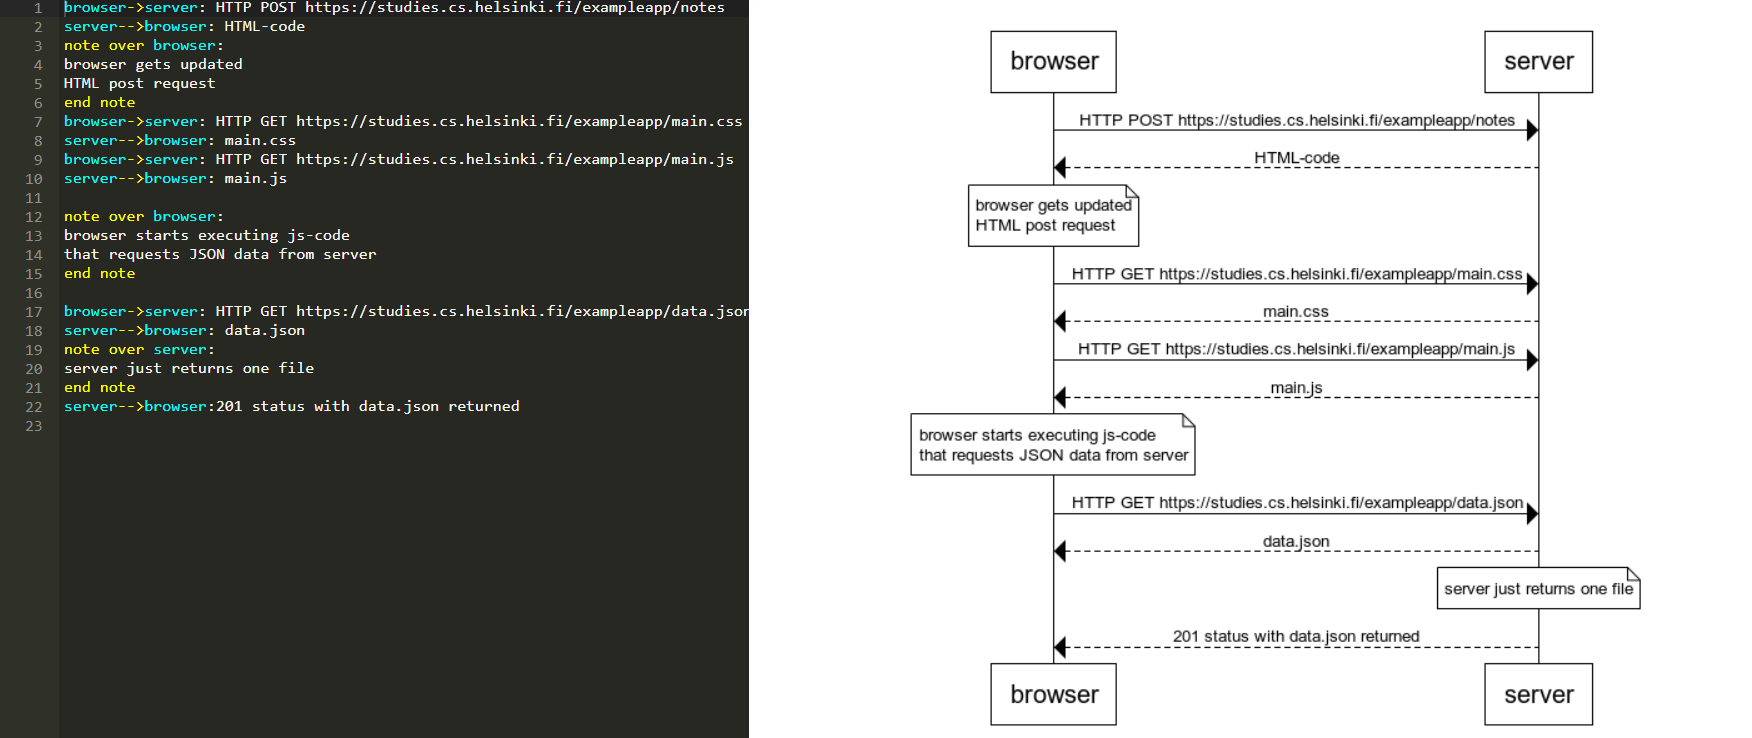 1 browser->server: HTTP POST https://studies.cs.helsinki.fi/exampleapp/notes
2 server-->browser: HTML-code
3 note over browser:
4 browser gets updated
5 HTML post request
6 end note
7 browser->server: HTTP GET https://studies.cs.helsinki.fi/exampleapp/main.css
8 server-->browser: main.css
9 browser->server: HTTP GET https://studies.cs.helsinki.fi/exampleapp/main.js
10 server-->browser: main.js
11
12 note over browser:
13 browser starts executing js-code
14 that requests JSON data from server
15 end note
16
17 browser->server: HTTP GET https://studies.cs.helsinki.fi/exampleapp/data.json
18 server-->browser: data.json
19 note over server:
20 server just returns one file
21 end note
22 server-->browser:201 status with data.json returned
23
browser server
HTTP POST https://studies.cs.helsinki.fi/exampleapp/notes
HTML-code
browser gets updated
HTML post request
HTTP GET https://studies.cs.helsinki.fi/exampleapp/main.css
main.css
HTTP GET https://studies.cs.helsinki.fi/exampleapp/main.js
main.js
browser starts executing js-code
that requests JSON data from server
HTTP GET https://studies.cs.helsinki.fi/exampleapp/data.json
data.json
server just returns one file
201 status with data.json returned
browser server